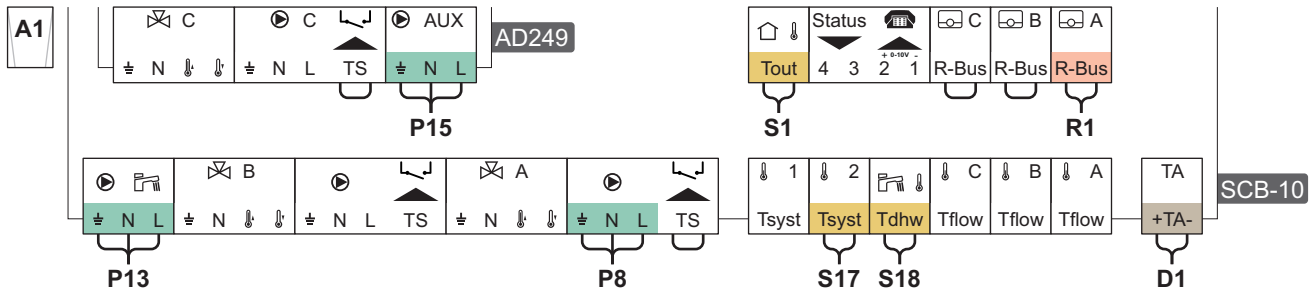 A1
C
C
AUX
AD249
N
N L
TS
N L
P15
Status
C
B
A
+ 0-10V -
Tout
4 3 2 1
R-Bus
R-Bus
R-Bus
S1
R1
B
A
1
2
C
B
A
TA
SCB-10
N L
N
N L
TS
N
N L
TS
Tsyst
Tsyst
Tdhw
Tflow
Tflow
Tflow
+TA-
P13
P8
S17
S18
D1